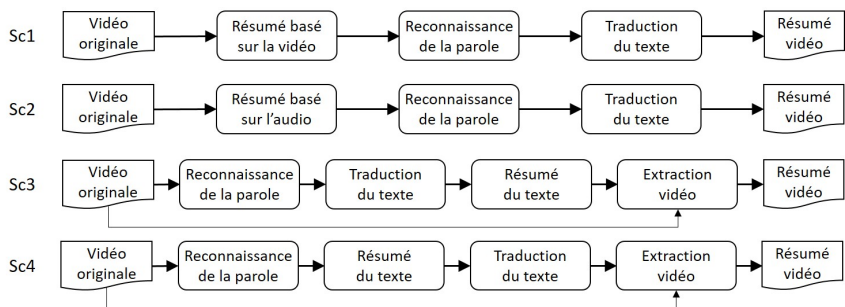 Sc1
Vidéo
originale
Résumé basé
sur la vidéo
Reconnaissance
de la parole
Traduction
du texte
Résumé
vidéo
Sc2
Vidéo
originale
Résumé basé
sur l'audio
Reconnaissance
de la parole
Traduction
du texte
Résumé
vidéo
Sc3
Vidéo
originale
Reconnaissance
de la parole
Traduction
du texte
Résumé
du texte
Extraction
vidéo
Résumé
vidéo
Sc4
Vidéo
originale
Reconnaissance
de la parole
Résumé
du texte
Traduction
du texte
Extraction
vidéo
Résumé
vidéo